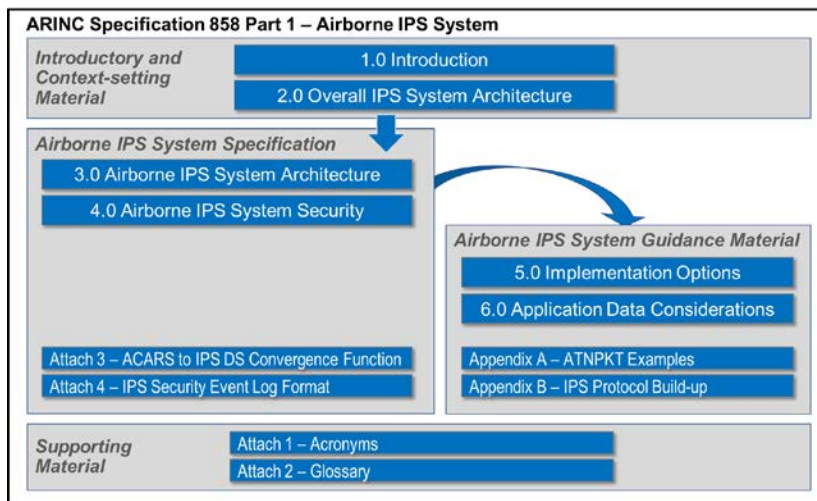 ARINC Specification 858 Part 1 – Airborne IPS System
Introductory and
Context-setting
Material
1.0 Introduction
2.0 Overall IPS System Architecture
Airborne IPS System Specification
3.0 Airborne IPS System Architecture
4.0 Airborne IPS System Security
Attach 3 – ACARS to IPS DS Convergence Function
Attach 4 – IPS Security Event Log Format
Airborne IPS System Guidance Material
5.0 Implementation Options
6.0 Application Data Considerations
Appendix A – ATNPKT Examples
Appendix B – IPS Protocol Build-up
Supporting
Material
Attach 1 – Acronyms
Attach 2 – Glossary